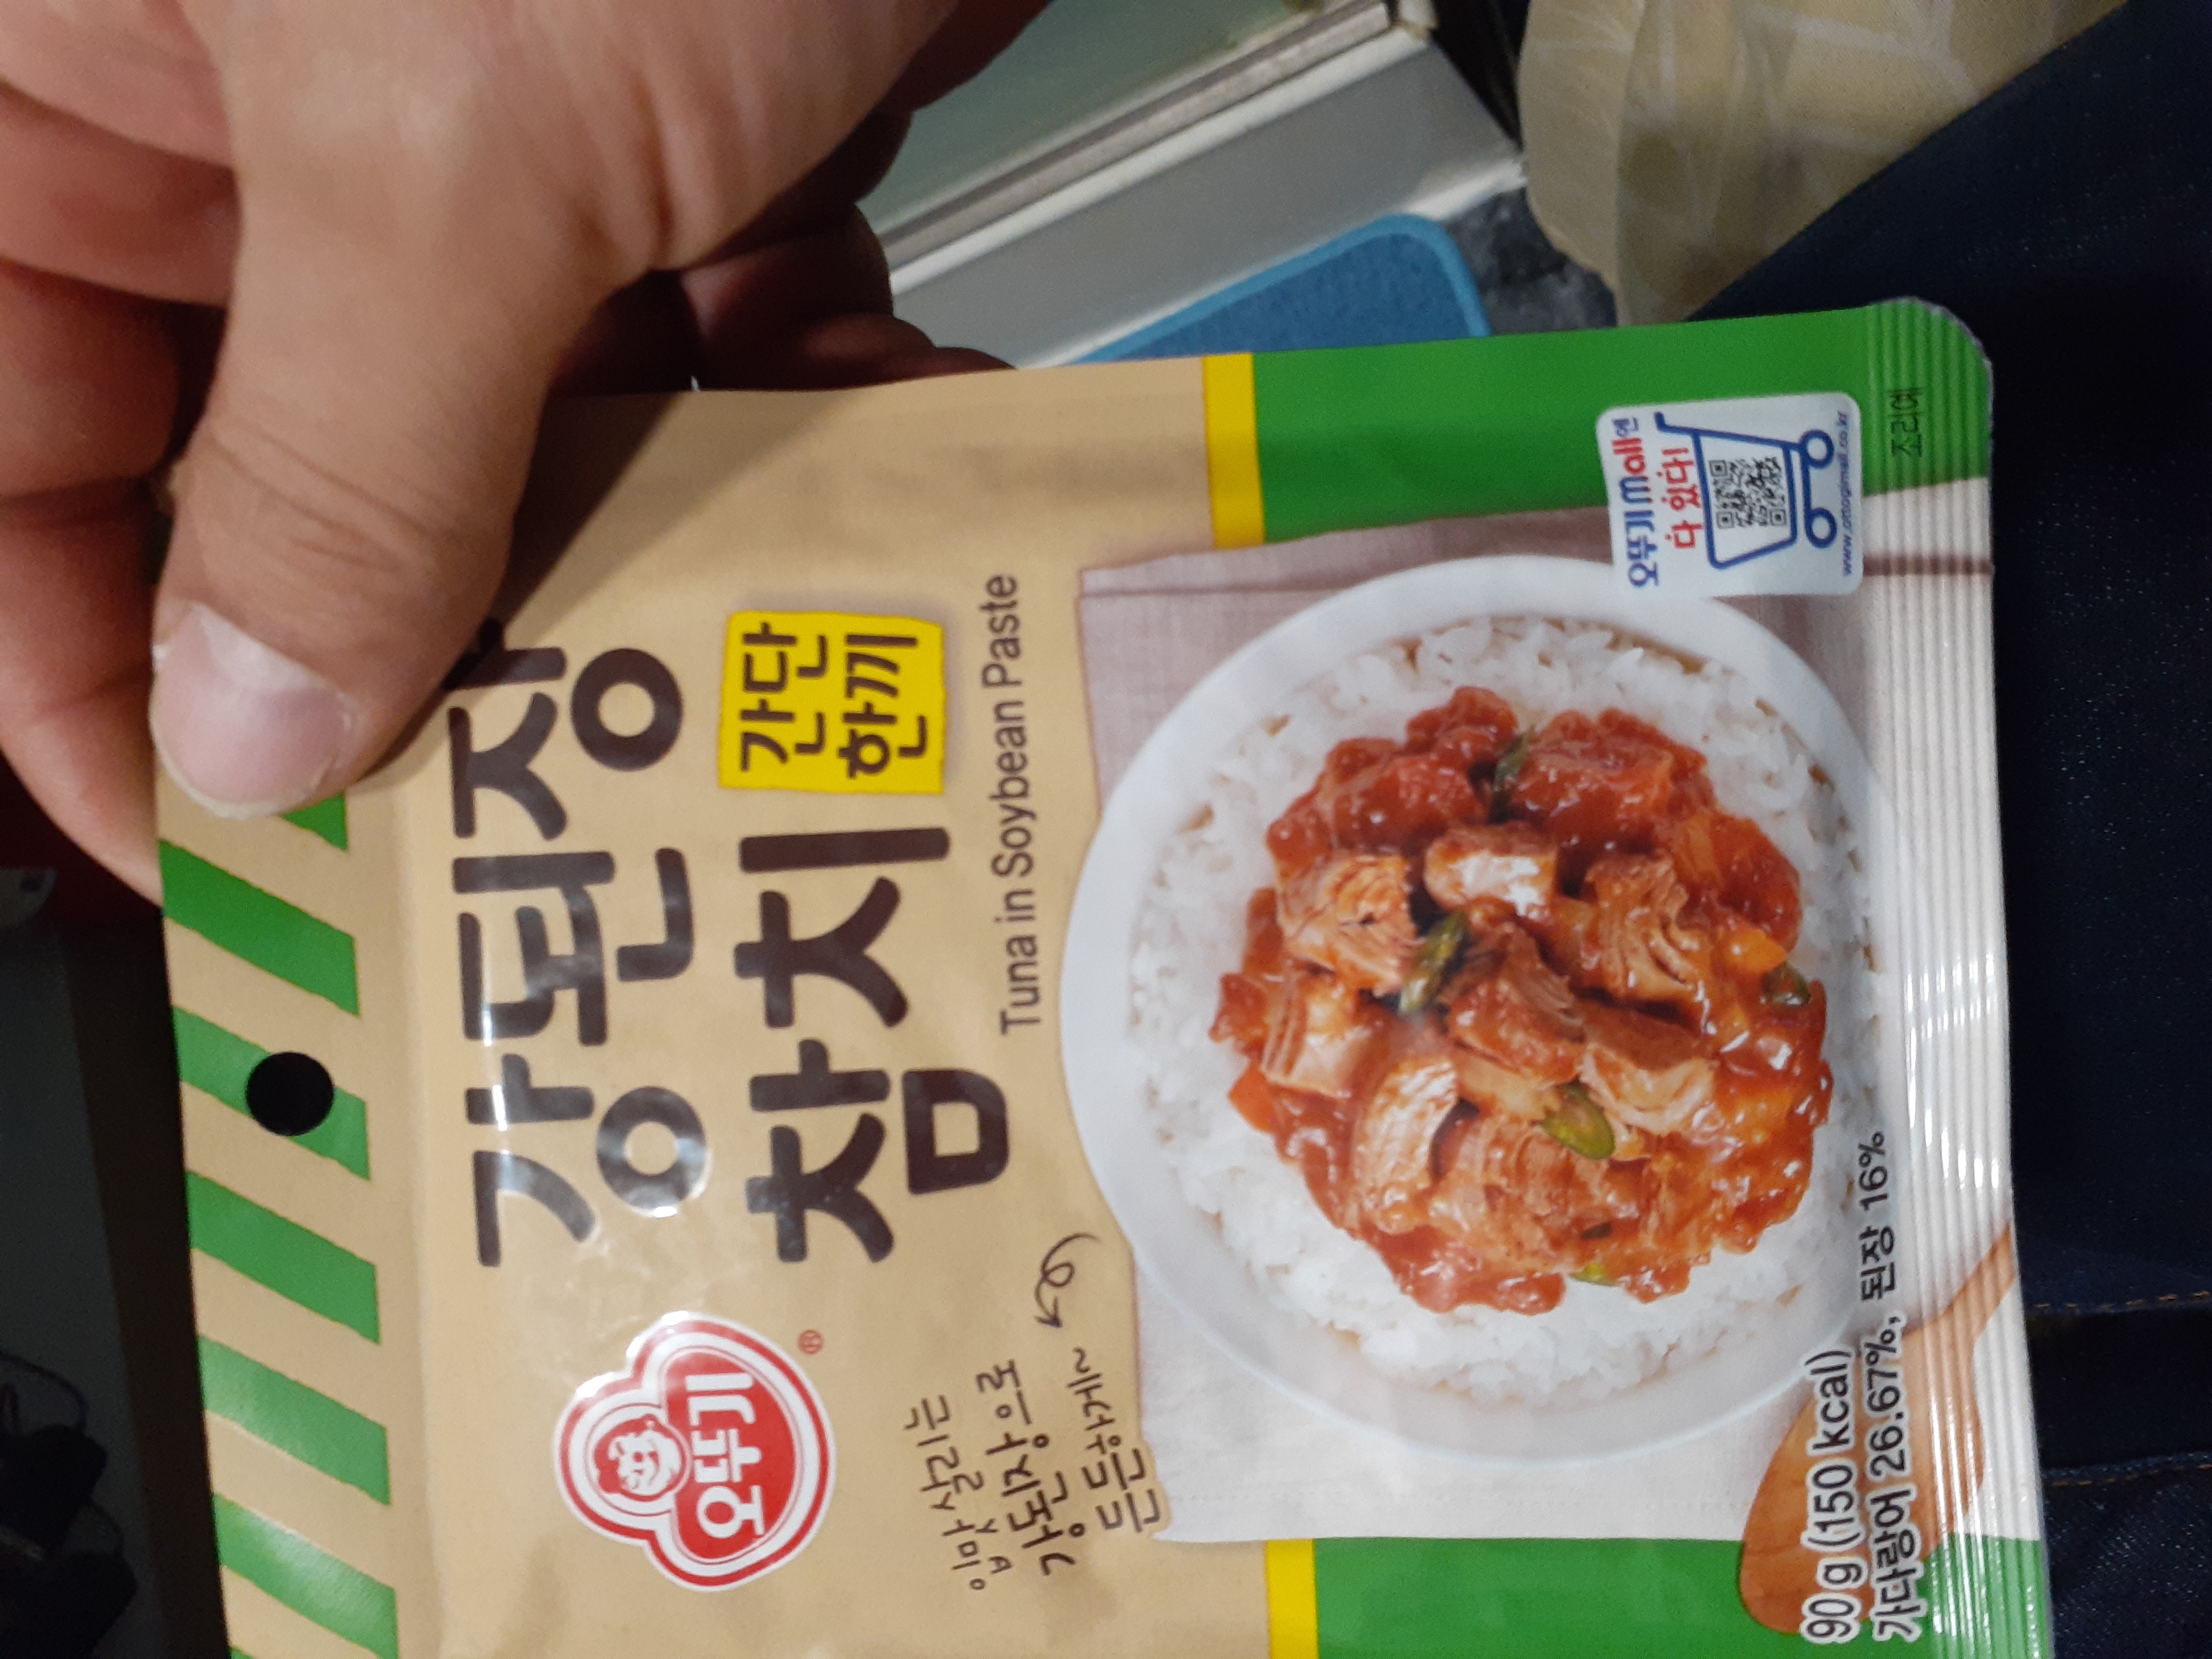 오뚜기
®
강된장
참치
간단
한끼
Tuna in Soybean Paste
입맛살리는
강된장으로
든든하게~
오뚜기mall에
다 있다!
www.ottogimall.co.kr
90 g (150 kcal)
가다랑어 26.67%, 된장 16%
조리예